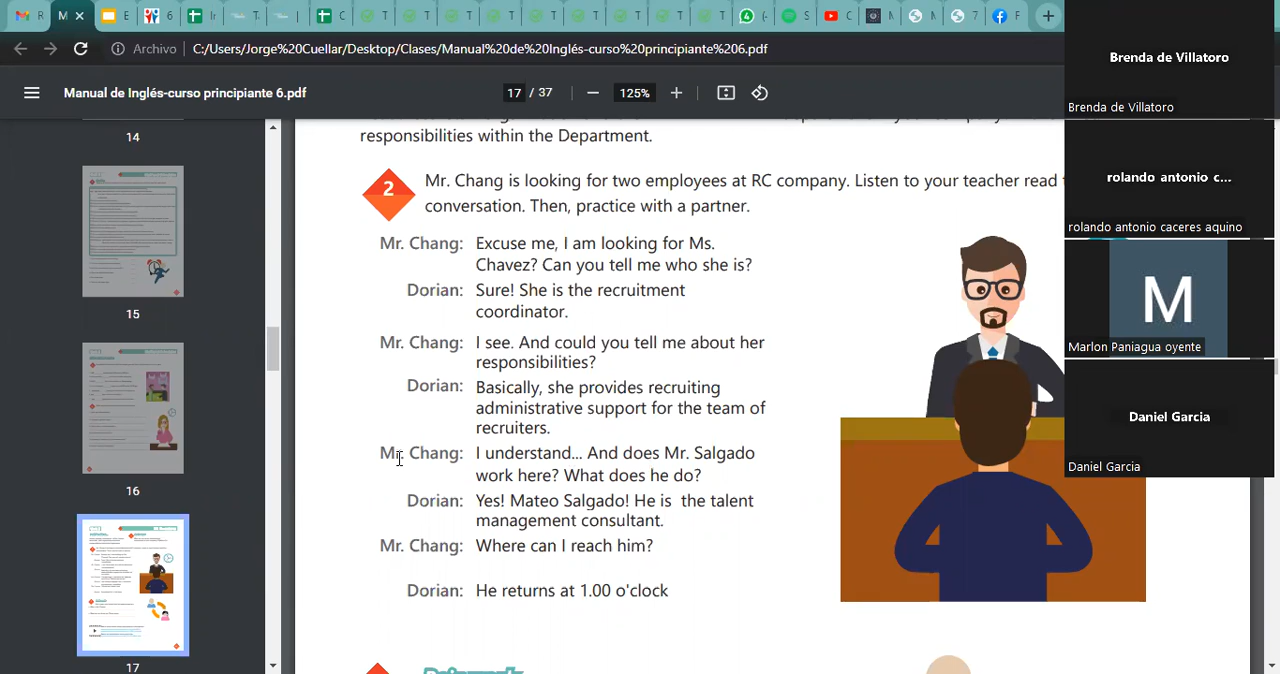 R
M
E
6
Ir
T
|
C
T
T
T
T
T
T
T
T
T
4
(-
S
C
M
N
7
F
Archivo
C:/Users/Jorge%20Cuellar/Desktop/Clases/Manual%20de%20Inglés-curso%20principiante%206.pdf
Manual de Inglés-curso principiante 6.pdf
17 / 37
125%
14
15
16
17
responsibilities within the Department.
2
Mr. Chang is looking for two employees at RC company. Listen to your teacher read
conversation. Then, practice with a partner.
Mr. Chang: Excuse me, I am looking for Ms.
Chavez? Can you tell me who she is?
Dorian: Sure! She is the recruitment
coordinator.
Mr. Chang: I see. And could you tell me about her
responsibilities?
Dorian: Basically, she provides recruiting
administrative support for the team of
recruiters.
Mr. Chang: I understand... And does Mr. Salgado
work here? What does he do?
Dorian: Yes! Mateo Salgado! He is the talent
management consultant.
Mr. Chang: Where can I reach him?
Dorian: He returns at 1.00 o'clock
Brenda de Villatoro
Brenda de Villatoro
rolando antonio c...
rolando antonio caceres aquino
M
Marlon Paniagua oyente
Daniel Garcia
Daniel Garcia